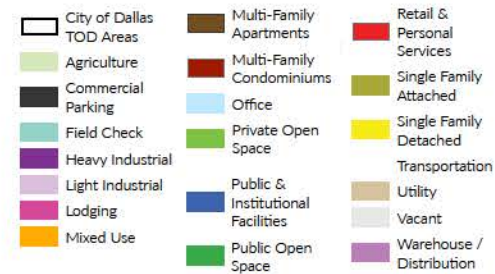 City of Dallas
TOD Areas
Agriculture
Commercial
Parking
Field Check
Heavy Industrial
Light Industrial
Lodging
Mixed Use
Multi-Family
Apartments
Multi-Family
Condominiums
Office
Private Open
Space
Public &
Institutional
Facilities
Public Open
Space
Retail &
Personal
Services
Single Family
Attached
Single Family
Detached
Transportation
Utility
Vacant
Warehouse /
Distribution